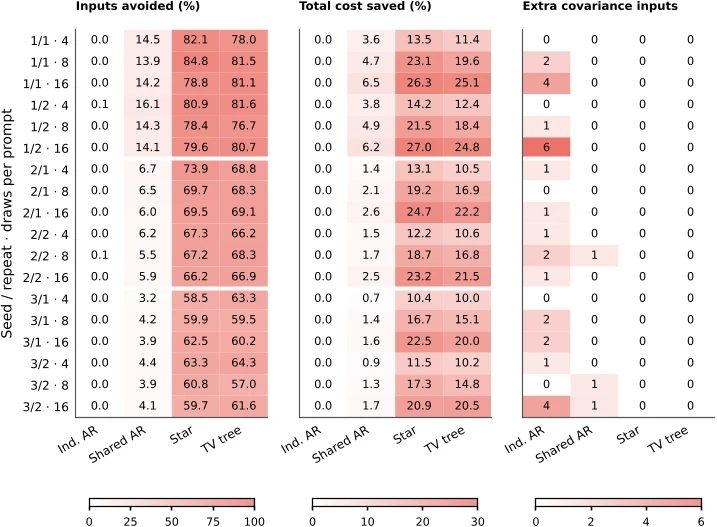 Inputs avoided (%) Total cost saved (%) Extra covariance inputs
Seed / repeat · draws per prompt
1/1 · 4 0.0 14.5 82.1 78.0 0.0 3.6 13.5 11.4 0 0 0 0
1/1 · 8 0.0 13.9 84.8 81.5 0.0 4.7 23.1 19.6 2 0 0 0
1/1 · 16 0.0 14.2 78.8 81.1 0.0 6.5 26.3 25.1 4 0 0 0
1/2 · 4 0.1 16.1 80.9 81.6 0.0 3.8 14.2 12.4 0 0 0 0
1/2 · 8 0.0 14.3 78.4 76.7 0.0 4.9 21.5 18.4 1 0 0 0
1/2 · 16 0.0 14.1 79.6 80.7 0.0 6.2 27.0 24.8 6 0 0 0
2/1 · 4 0.0 6.7 73.9 68.8 0.0 1.4 13.1 10.5 1 0 0 0
2/1 · 8 0.0 6.5 69.7 68.3 0.0 2.1 19.2 16.9 0 0 0 0
2/1 · 16 0.0 6.0 69.5 69.1 0.0 2.6 24.7 22.2 1 0 0 0
2/2 · 4 0.0 6.2 67.3 66.2 0.0 1.5 12.2 10.6 1 0 0 0
2/2 · 8 0.1 5.5 67.2 68.3 0.0 1.7 18.7 16.8 2 1 0 0
2/2 · 16 0.0 5.9 66.2 66.9 0.0 2.5 23.2 21.5 1 0 0 0
3/1 · 4 0.0 3.2 58.5 63.3 0.0 0.7 10.4 10.0 0 0 0 0
3/1 · 8 0.0 4.2 59.9 59.5 0.0 1.4 16.7 15.1 2 0 0 0
3/1 · 16 0.0 3.9 62.5 60.2 0.0 1.6 22.5 20.0 2 0 0 0
3/2 · 4 0.0 4.4 63.3 64.3 0.0 0.9 11.5 10.2 1 0 0 0
3/2 · 8 0.0 3.9 60.8 57.0 0.0 1.3 17.3 14.8 0 1 0 0
3/2 · 16 0.0 4.1 59.7 61.6 0.0 1.7 20.9 20.5 4 1 0 0
Ind. AR Shared AR Star TV tree Ind. AR Shared AR Star TV tree Ind. AR Shared AR Star TV tree
0 25 50 75 100 0 10 20 30 0 2 4 6